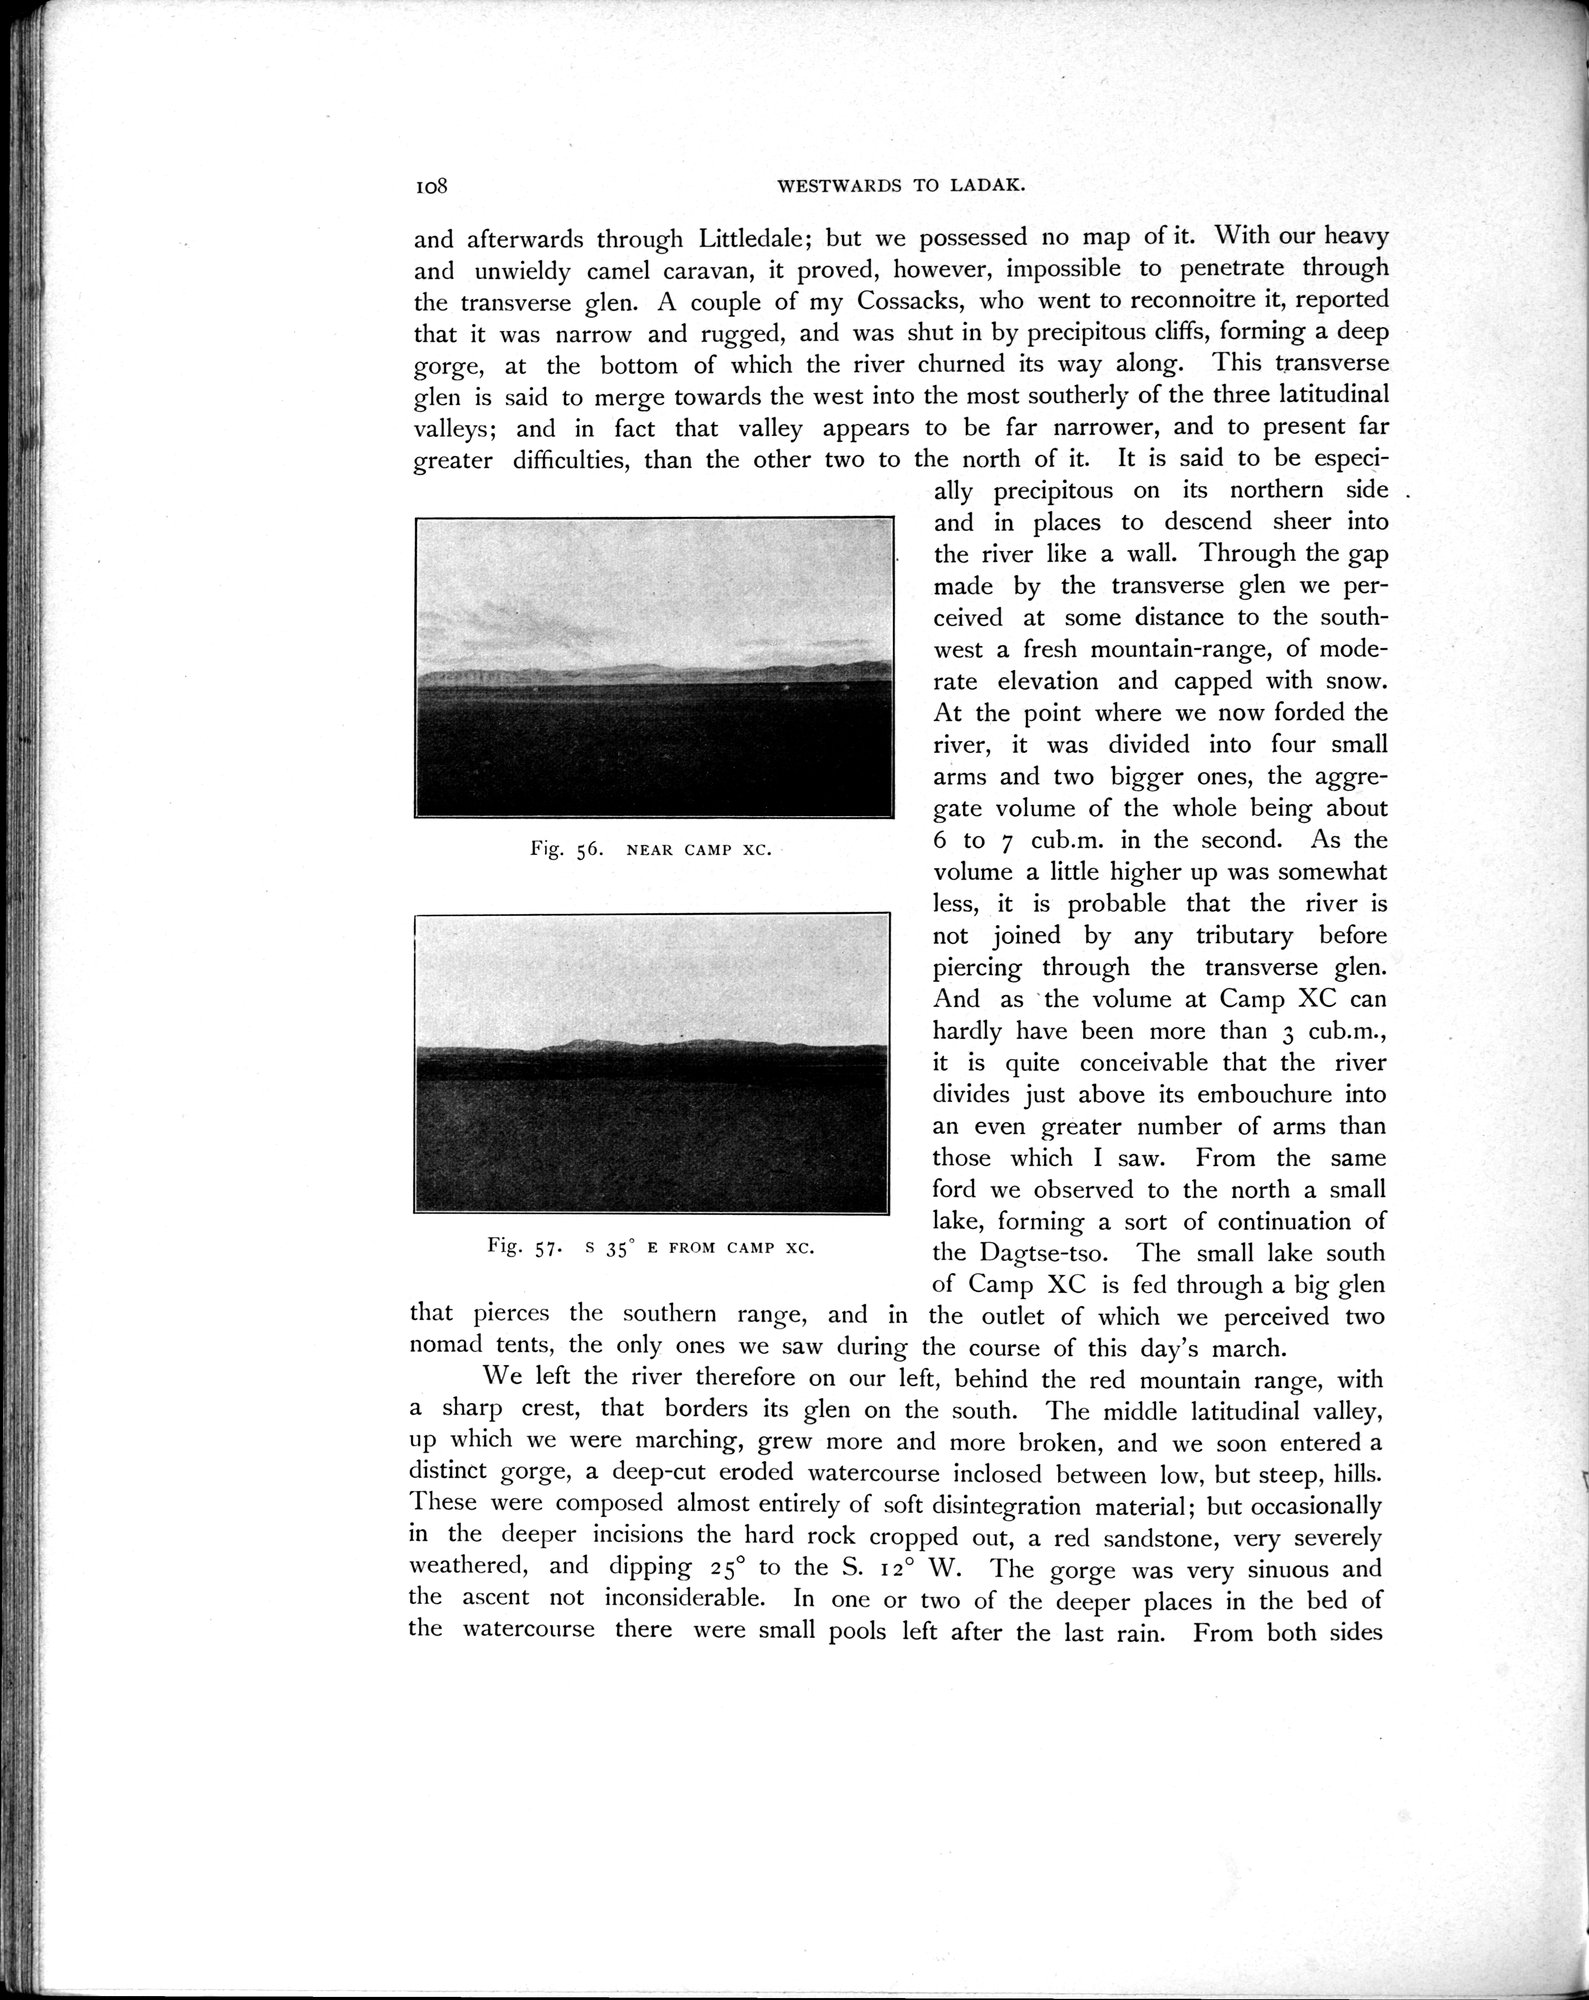 108 WESTWARDS TO LADAK.
and afterwards through Littledale; but we possessed no map of it. With our heavy
and unwieldy camel caravan, it proved, however, impossible to penetrate through
the transverse glen. A couple of my Cossacks, who went to reconnoitre it, reported
that it was narrow and rugged, and was shut in by precipitous cliffs, forming a deep
gorge, at the bottom of which the river churned its way along. This transverse
glen is said to merge towards the west into the most southerly of the three latitudinal
valleys; and in fact that valley appears to be far narrower, and to present far
greater difficulties, than the other two to the north of it. It is said to be especi-
ally precipitous on its northern side
and in places to descend sheer into
the river like a wall. Through the gap
made by the transverse glen we per-
ceived at some distance to the south-
west a fresh mountain-range, of mode-
rate elevation and capped with snow.
At the point where we now forded the
river, it was divided into four small
arms and two bigger ones, the aggre-
gate volume of the whole being about
6 to 7 cub.m. in the second. As the
volume a little higher up was somewhat
less, it is probable that the river is
not joined by any tributary before
piercing through the transverse glen.
And as the volume at Camp XC can
hardly have been more than 3 cub.m.,
it is quite conceivable that the river
divides just above its embouchure into
an even greater number of arms than
those which I saw. From the same
ford we observed to the north a small
lake, forming a sort of continuation of
the Dagtse-tso. The small lake south
of Camp XC is fed through a big glen
Fig. 56. NEAR CAMP XC.
Fig. 57. S 35° E FROM CAMP XC.
that pierces the southern range, and in the outlet of which we perceived two
nomad tents, the only ones we saw during the course of this day's march.
We left the river therefore on our left, behind the red mountain range, with
a sharp crest, that borders its glen on the south. The middle latitudinal valley,
up which we were marching, grew more and more broken, and we soon entered a
distinct gorge, a deep-cut eroded watercourse inclosed between low, but steep, hills.
These were composed almost entirely of soft disintegration material; but occasionally
in the deeper incisions the hard rock cropped out, a red sandstone, very severely
weathered, and dipping 25° to the S. 12° W. The gorge was very sinuous and
the ascent not inconsiderable. In one or two of the deeper places in the bed of
the watercourse there were small pools left after the last rain. From both sides